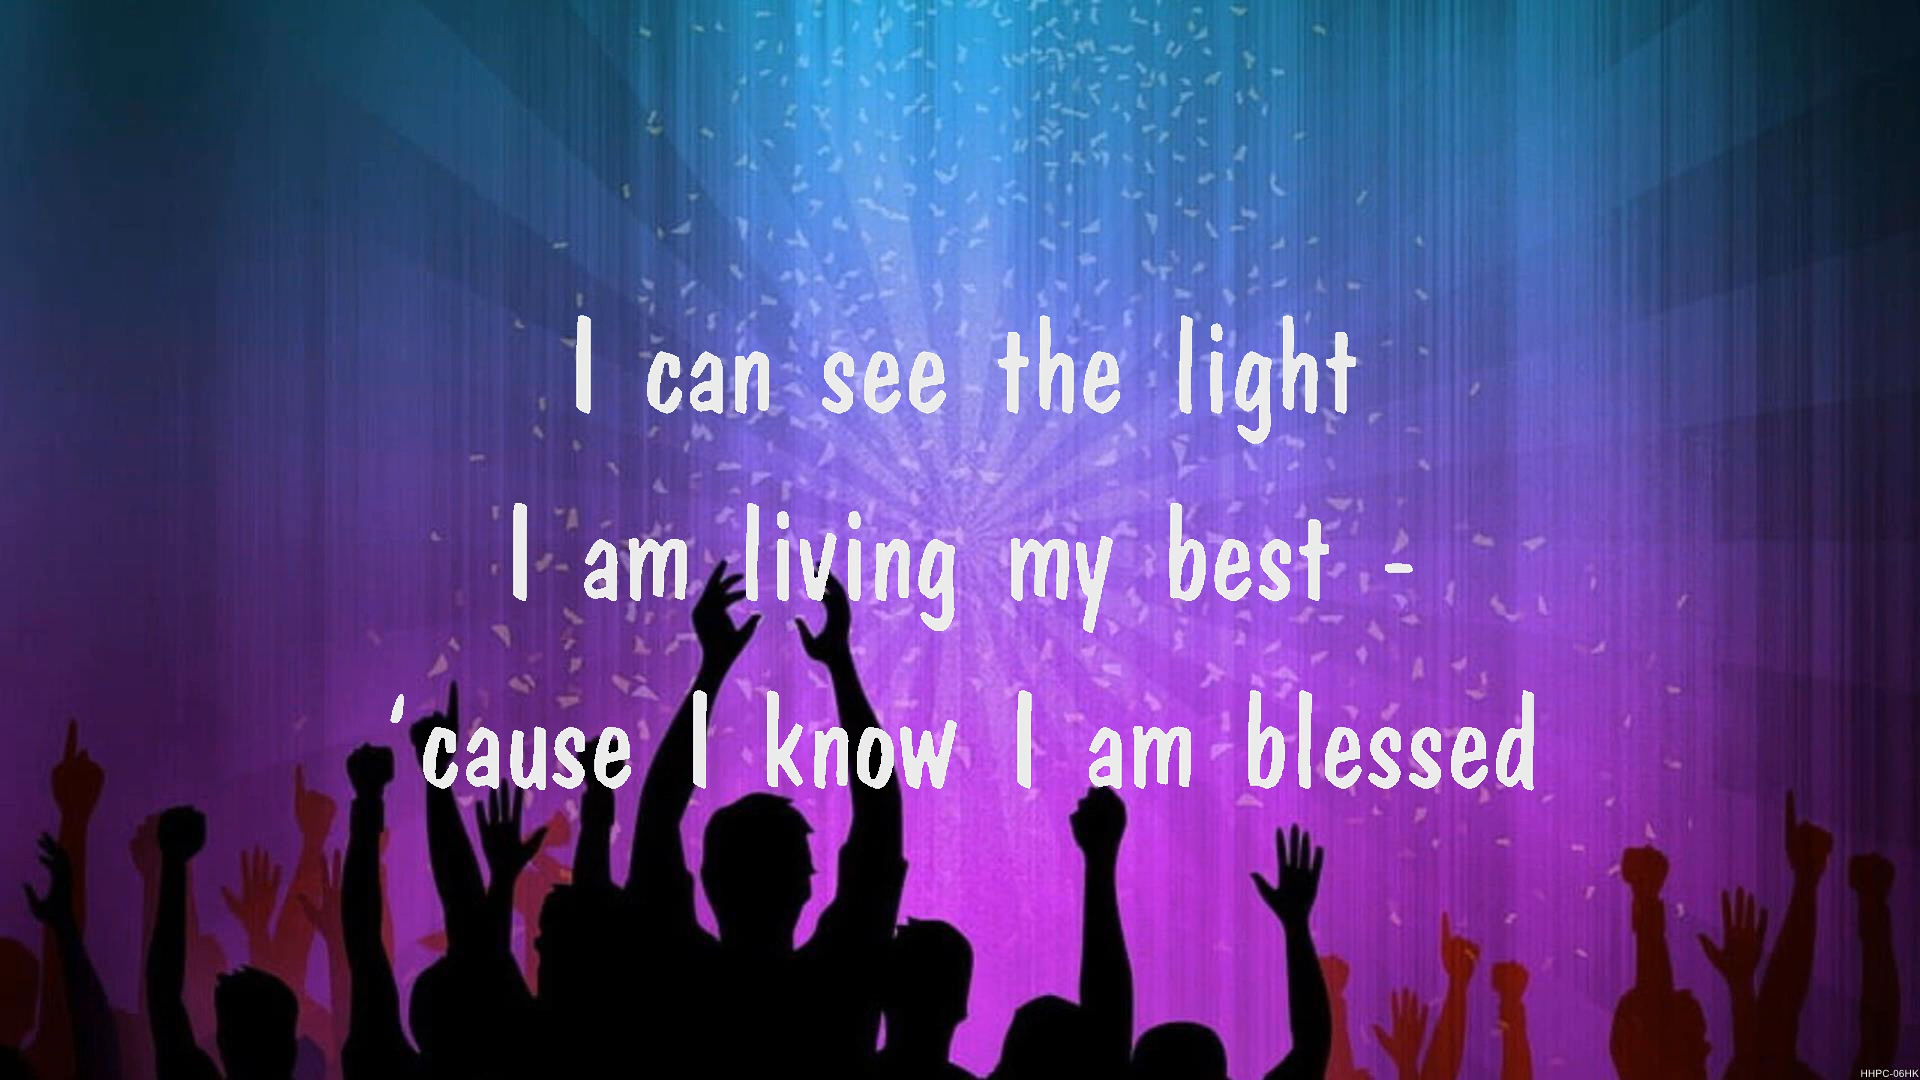 I can see the light
I am living my best -
‘cause I know I am blessed
HHPC-06HK